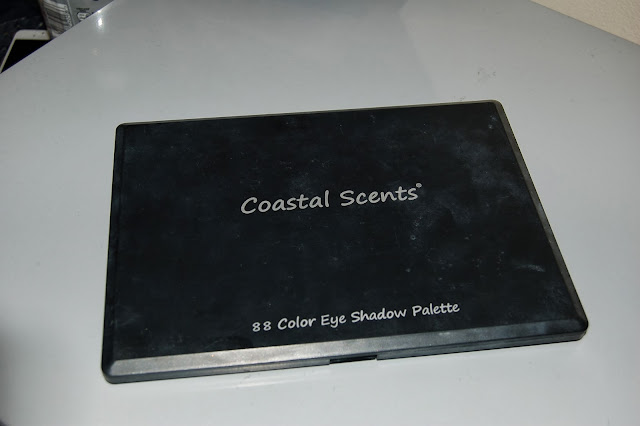 Coastal Scents®
88 Color Eye Shadow Palette